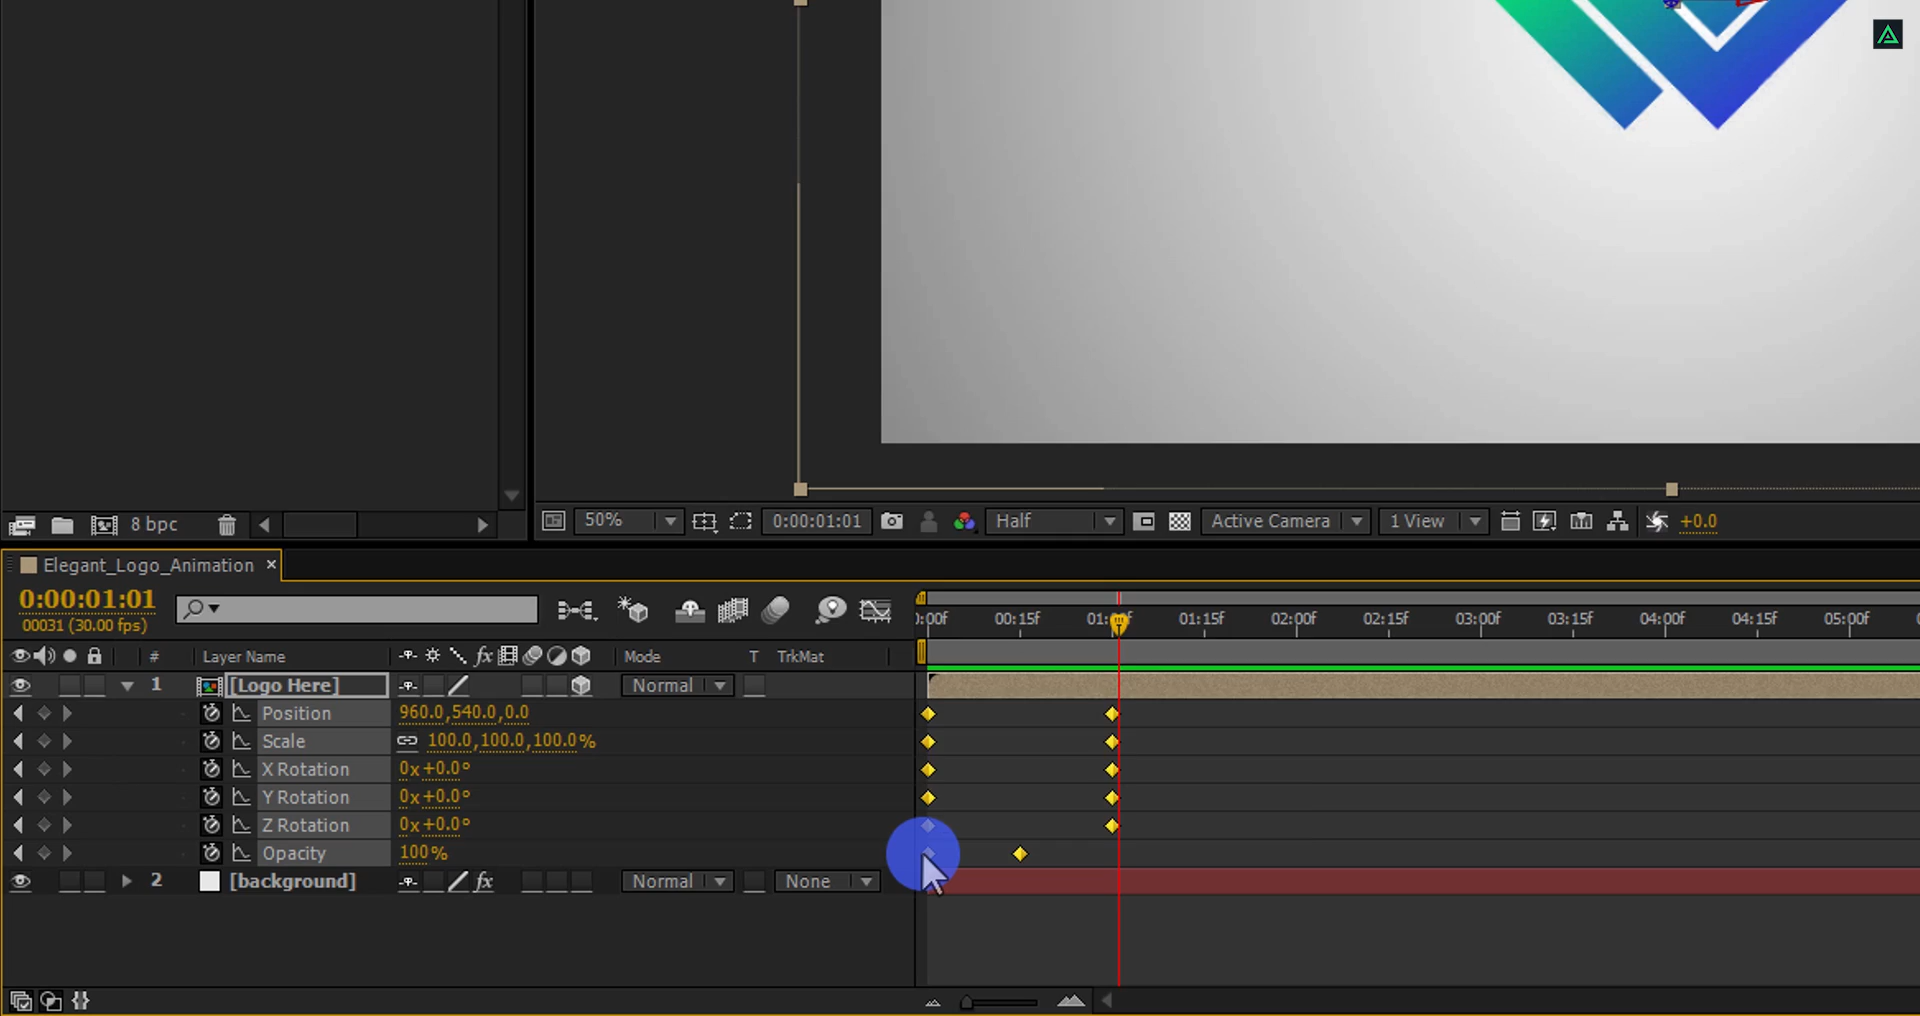 8 bpc
50%
0:00:01:01
Half
Active Camera
1 View
+0.0
Elegant_Logo_Animation ×
0:00:01:01
00031 (30.00 fps)
00:15f
01:15f
02:00f
02:15f
03:00f
03:15f
04:00f
04:15f
05:00f
#
Layer Name
fx
Mode
T
TrkMat
1
[Logo Here]
Normal
Position
960.0,540.0,0.0
Scale
100.0,100.0,100.0%
X Rotation
0x+0.0°
Y Rotation
0x+0.0°
Z Rotation
0x+0.0°
Opacity
100%
2
[background]
fx
Normal
None